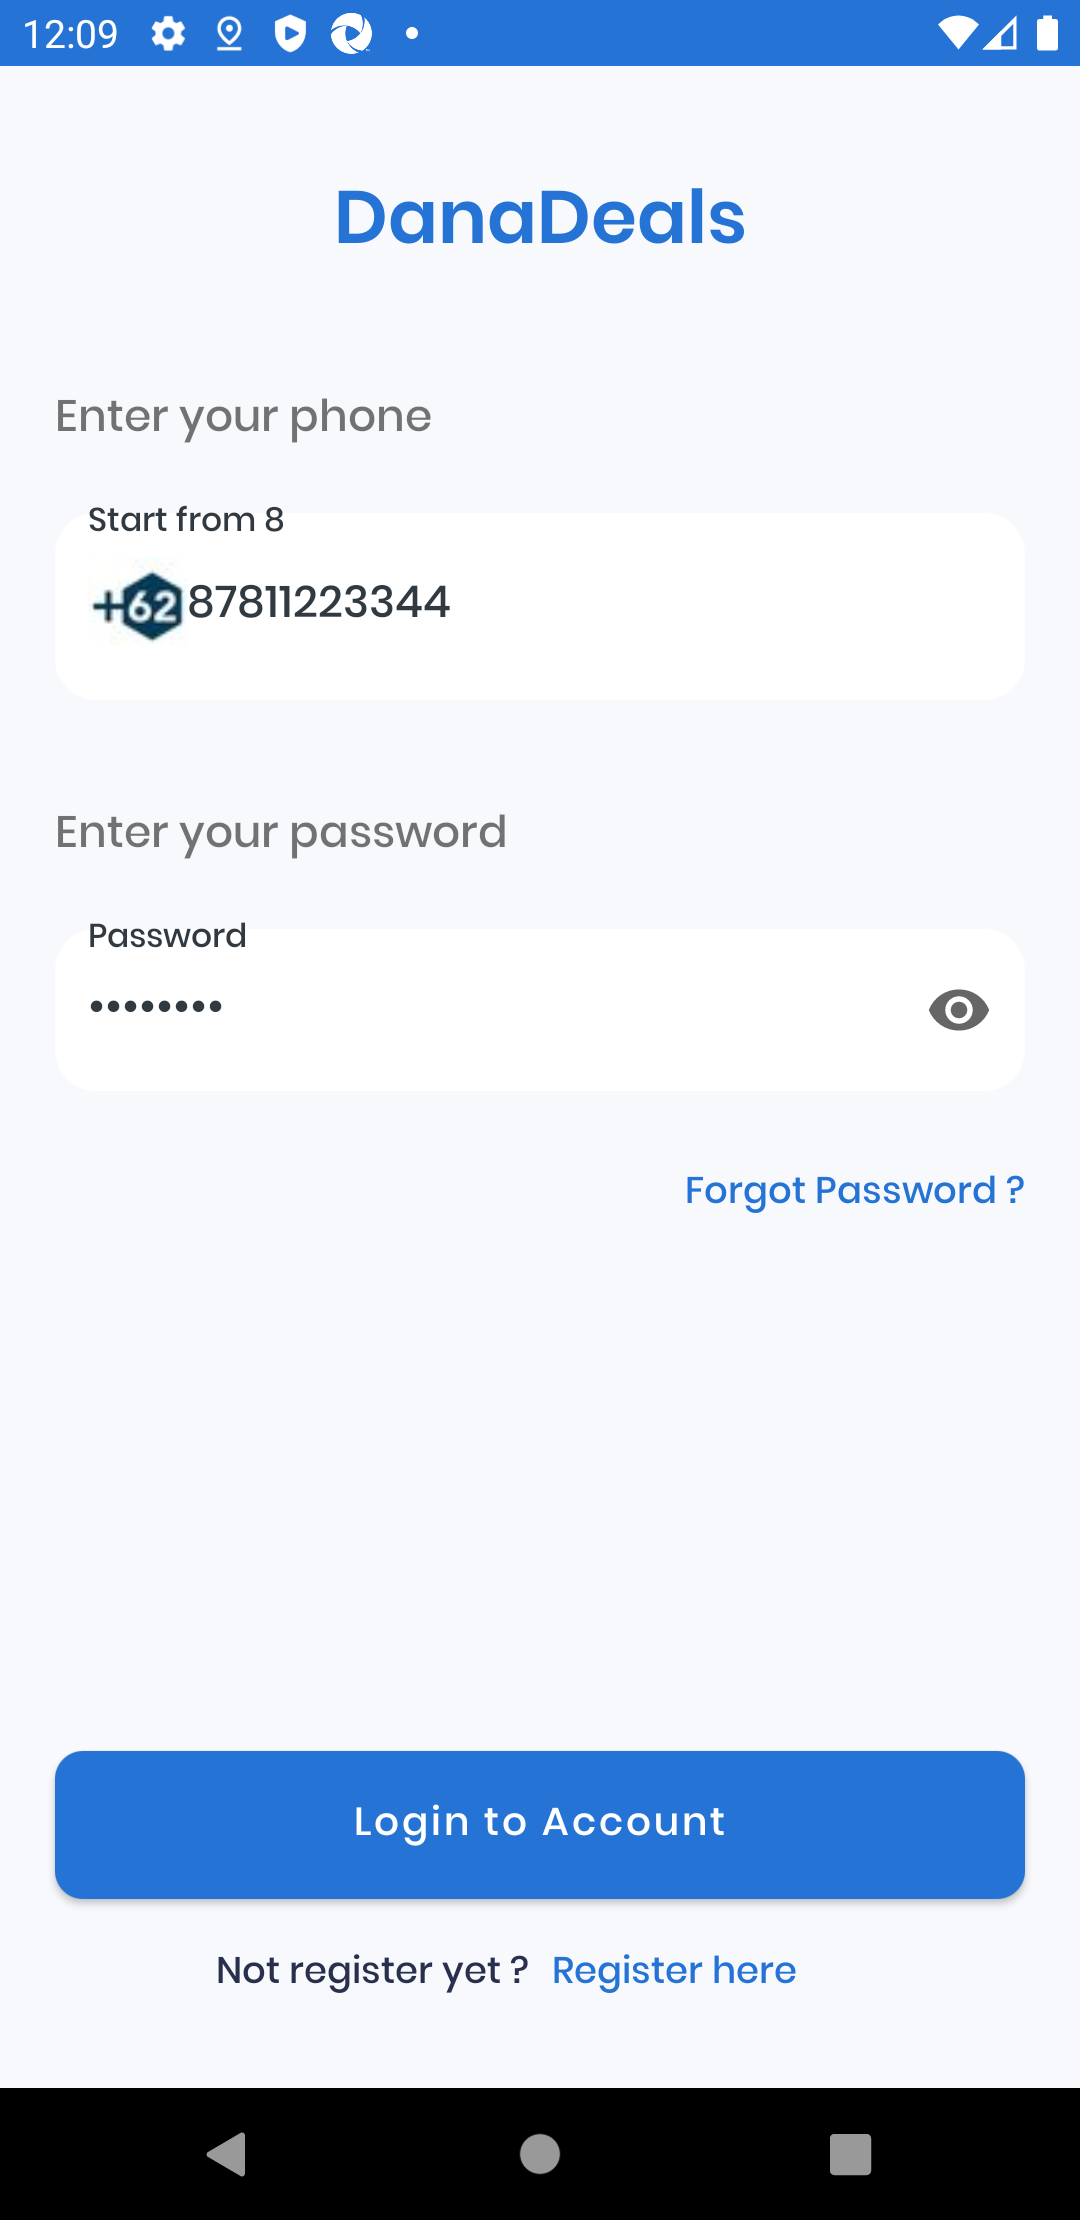 12:09
DanaDeals
Enter your phone
Start from 8
+62 87811223344
Enter your password
Password
••••••••
Forgot Password ?
Login to Account
Not register yet ? Register here